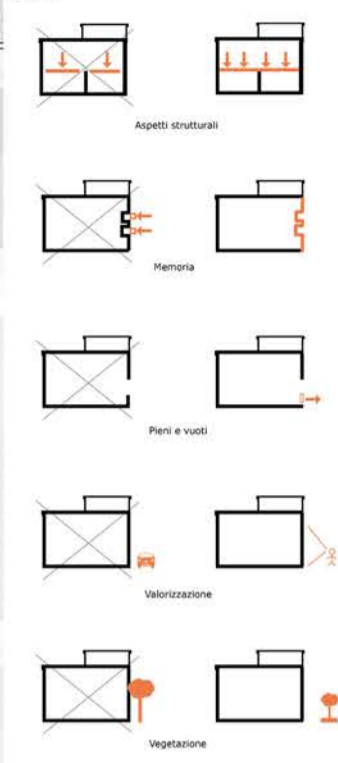 Aspetti strutturali
Memoria
Pieni e vuoti
Valorizzazione
Vegetazione